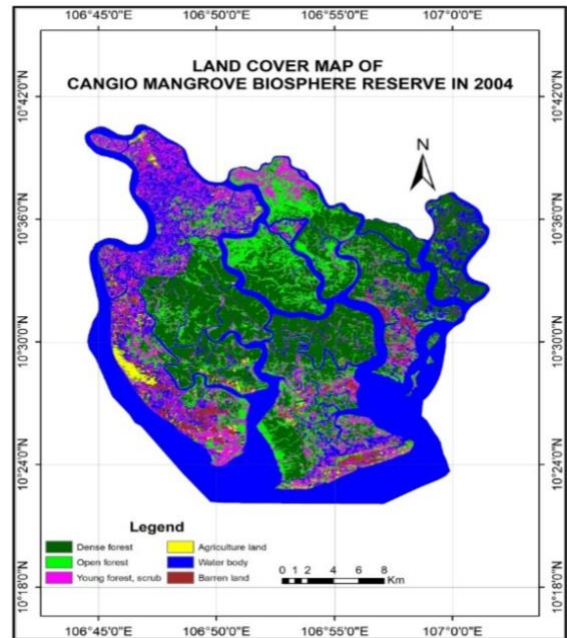 106°45'0"E 106°50'0"E 106°55'0"E 107°0'0"E
LAND COVER MAP OF
CANGIO MANGROVE BIOSPHERE RESERVE IN 2004
10°42'0"N 10°42'0"N
N
10°36'0"N 10°36'0"N
10°30'0"N 10°30'0"N
10°24'0"N 10°24'0"N
Legend
Dense forest Agriculture land
Open forest Water body
Young forest, scrub Barren land
0 1 2 4 6 8
Km
10°18'0"N 10°18'0"N
106°45'0"E 106°50'0"E 106°55'0"E 107°0'0"E